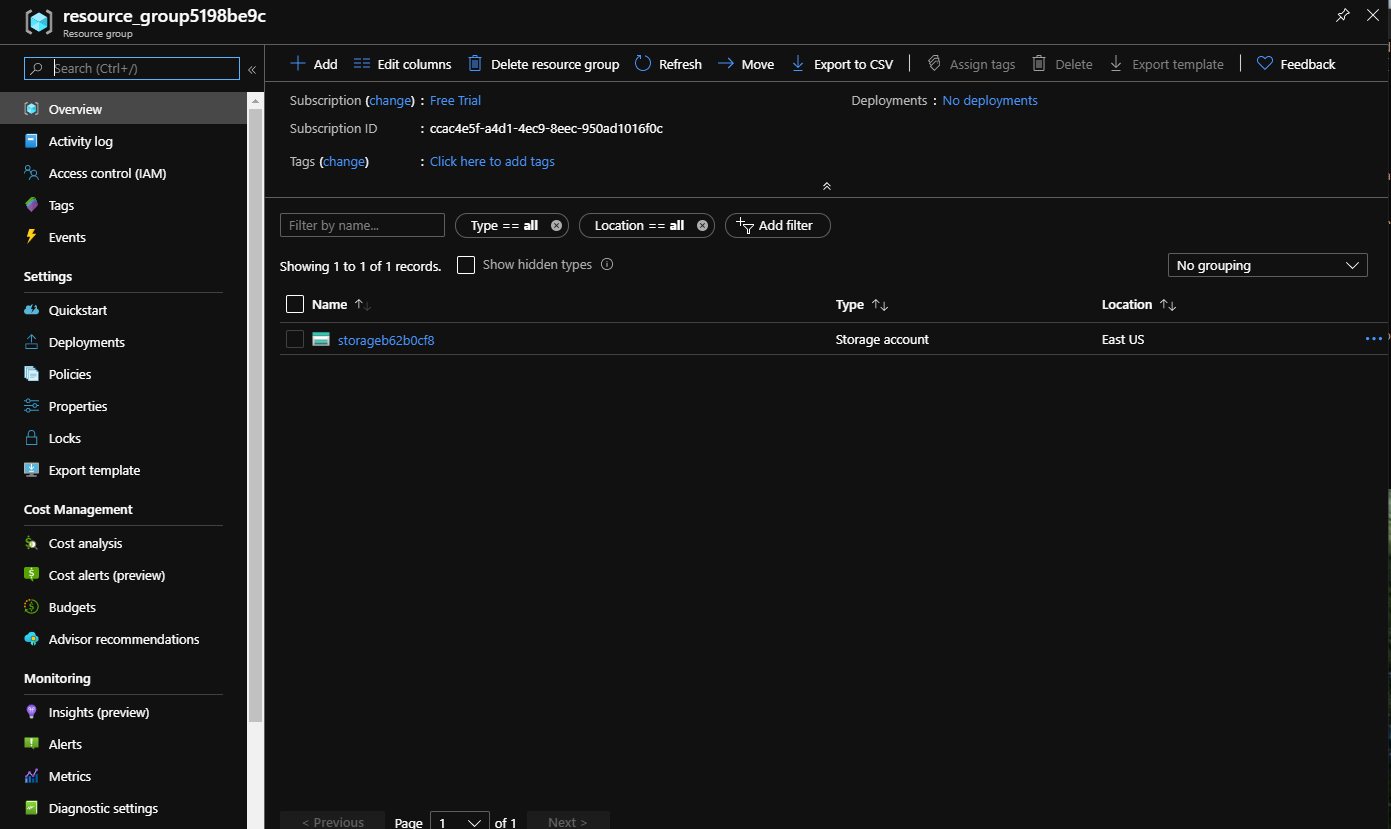 resource_group5198be9c
Resource group
Search (Ctrl+/)
«
Overview
Activity log
Access control (IAM)
Tags
Events
Settings
Quickstart
Deployments
Policies
Properties
Locks
Export template
Cost Management
Cost analysis
Cost alerts (preview)
Budgets
Advisor recommendations
Monitoring
Insights (preview)
Alerts
Metrics
Diagnostic settings
Add Edit columns Delete resource group Refresh Move Export to CSV Assign tags Delete Export template Feedback
Subscription (change) : Free Trial Deployments : No deployments
Subscription ID : ccac4e5f-a4d1-4ec9-8eec-950ad1016f0c
Tags (change) : Click here to add tags
Filter by name... Type == all Location == all Add filter
Showing 1 to 1 of 1 records. Show hidden types No grouping
Name Type Location
storageb62b0cf8 Storage account East US
< Previous Page 1 of 1 Next >